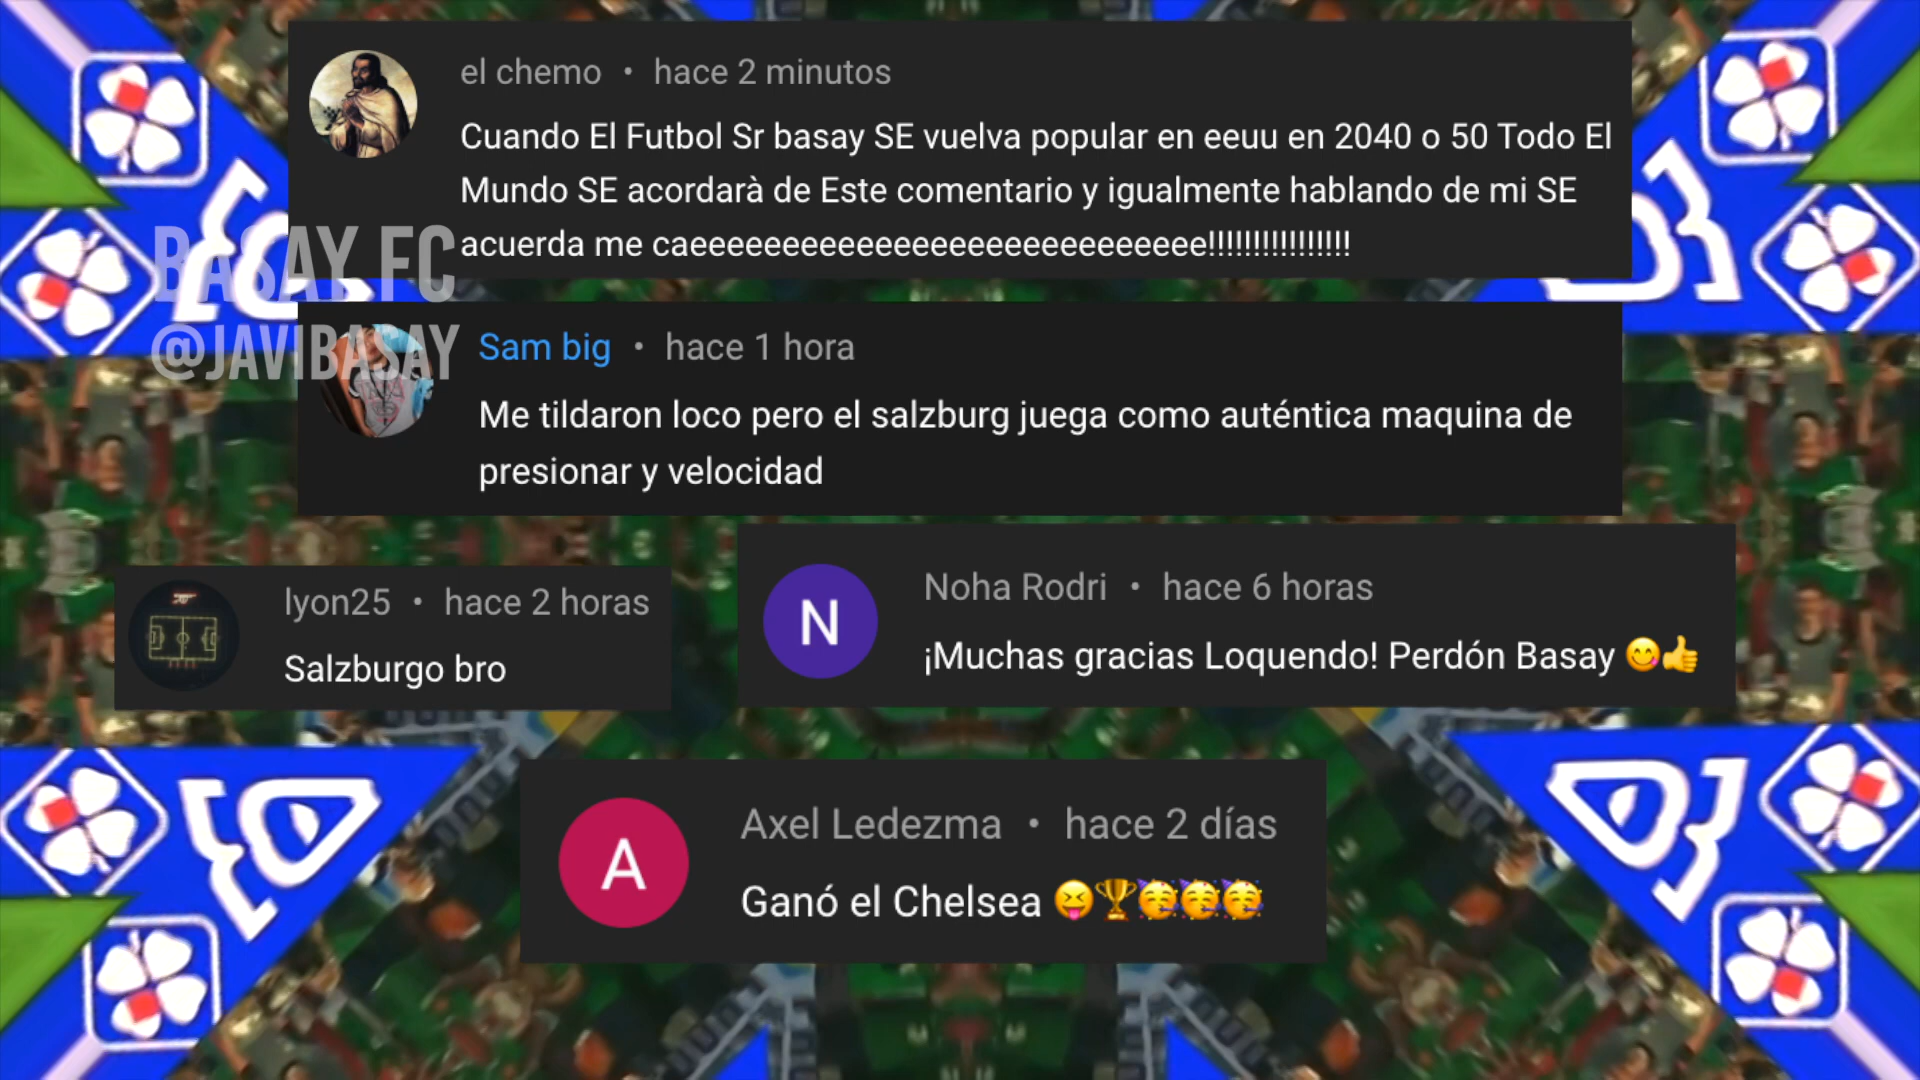 el chemo • hace 2 minutos
Cuando El Futbol Sr basay SE vuelva popular en eeuu en 2040 o 50 Todo El
Mundo SE acordarà de Este comentario y igualmente hablando de mi SE
acuerda me caeeeeeeeeeeeeeeeeeeeeeeeeeeee!!!!!!!!!!!!!!!!
BASAY FC
@JAVIBASAY
Sam big • hace 1 hora
Me tildaron loco pero el salzburg juega como auténtica maquina de
presionar y velocidad
lyon25 • hace 2 horas
Salzburgo bro
N
Noha Rodri • hace 6 horas
¡Muchas gracias Loquendo! Perdón Basay 😋👍
A
Axel Ledezma • hace 2 días
Ganó el Chelsea 😝🏆🥳🥳🥳